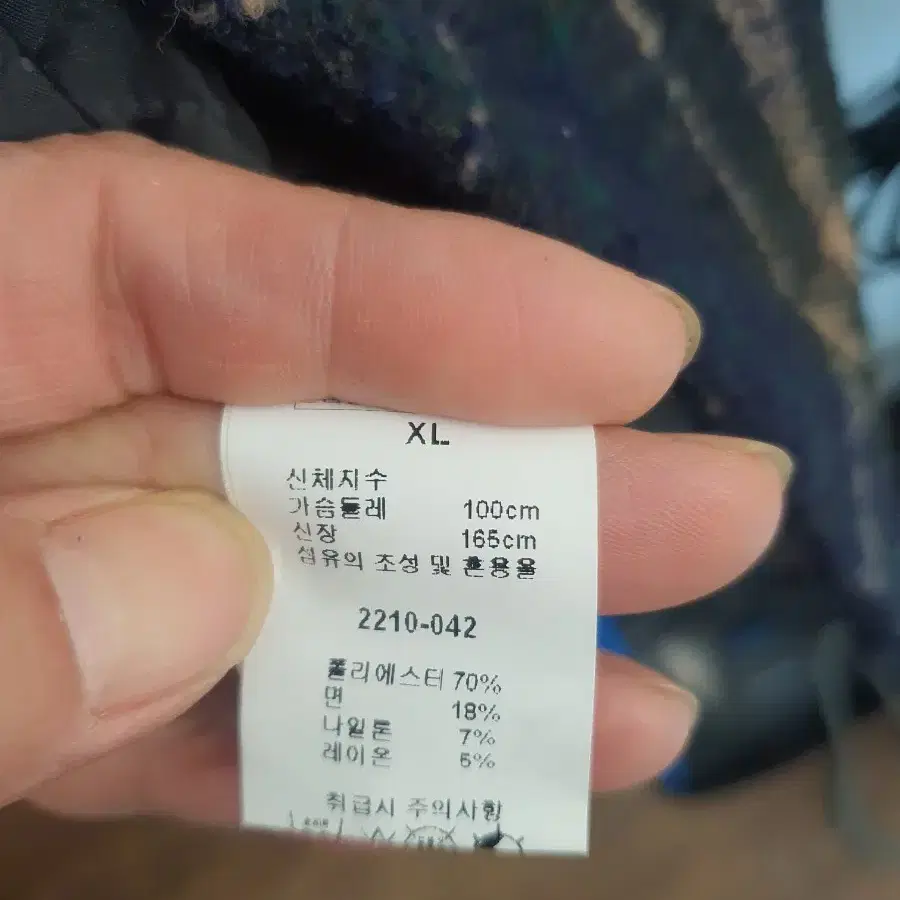 XL
신체지수
가슴둘레 100cm
신장 165cm
섬유의 조성 및 혼용율
2210-042
폴리에스터 70%
면 18%
나일론 7%
레이온 5%
취급시 주의사항